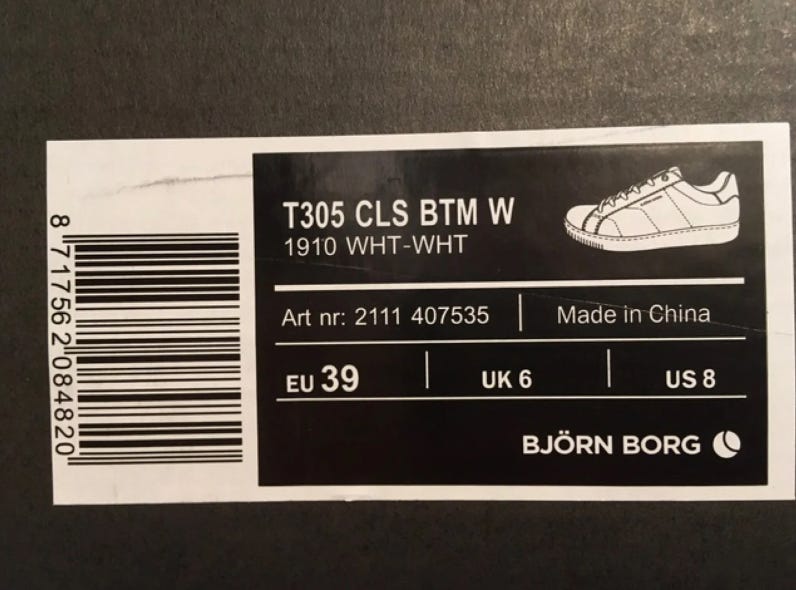 T305 CLS BTM W
1910 WHT-WHT
Art nr: 2111 407535
Made in China
EU 39
UK 6
US 8
BJÖRN BORG
8 717562 084820